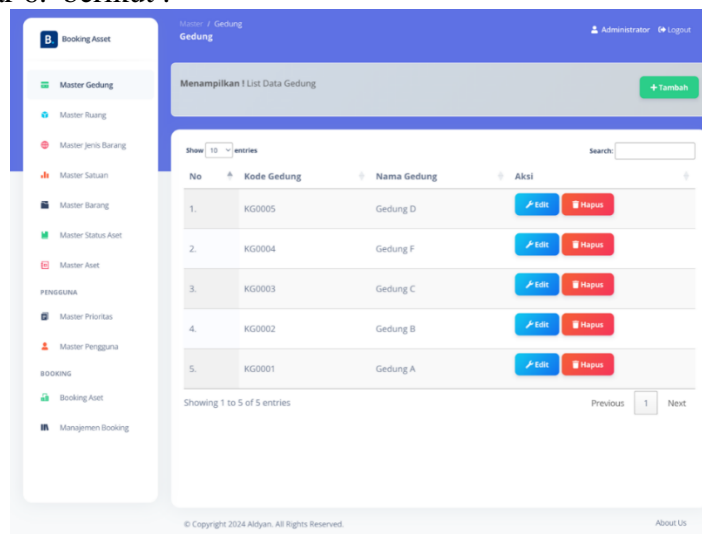 Master / Gedung
Gedung
Administrator Logout
B. Booking Asset
Menampilkan ! List Data Gedung
+ Tambah
Master Gedung
Master Ruang
Master Jenis Barang
Master Satuan
Master Barang
Master Status Aset
Master Aset
PENGGUNA
Master Prioritas
Master Pengguna
BOOKING
Booking Aset
Manajemen Booking
Show 10 entries
Search:
No Kode Gedung Nama Gedung Aksi
1. KG0005 Gedung D Edit Hapus
2. KG0004 Gedung F Edit Hapus
3. KG0003 Gedung C Edit Hapus
4. KG0002 Gedung B Edit Hapus
5. KG0001 Gedung A Edit Hapus
Showing 1 to 5 of 5 entries
Previous 1 Next
© Copyright 2024 Aldyan. All Rights Reserved.
About Us